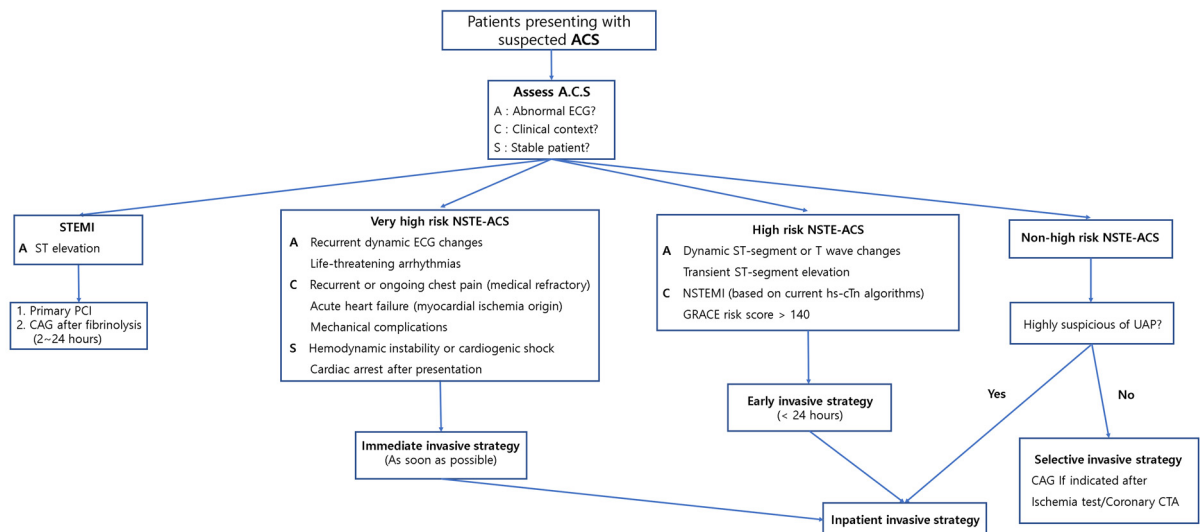 Patients presenting with
suspected ACS
Assess A.C.S
A : Abnormal ECG?
C : Clinical context?
S : Stable patient?
STEMI
A ST elevation
1. Primary PCI
2. CAG after fibrinolysis
(2~24 hours)
Very high risk NSTE-ACS
A Recurrent dynamic ECG changes
Life-threatening arrhythmias
C Recurrent or ongoing chest pain (medical refractory)
Acute heart failure (myocardial ischemia origin)
Mechanical complications
S Hemodynamic instability or cardiogenic shock
Cardiac arrest after presentation
Immediate invasive strategy
(As soon as possible)
High risk NSTE-ACS
A Dynamic ST-segment or T wave changes
Transient ST-segment elevation
C NSTEMI (based on current hs-cTn algorithms)
GRACE risk score > 140
Early invasive strategy
(< 24 hours)
Non-high risk NSTE-ACS
Highly suspicious of UAP?
Yes
No
Selective invasive strategy
CAG If indicated after
Ischemia test/Coronary CTA
Inpatient invasive strategy